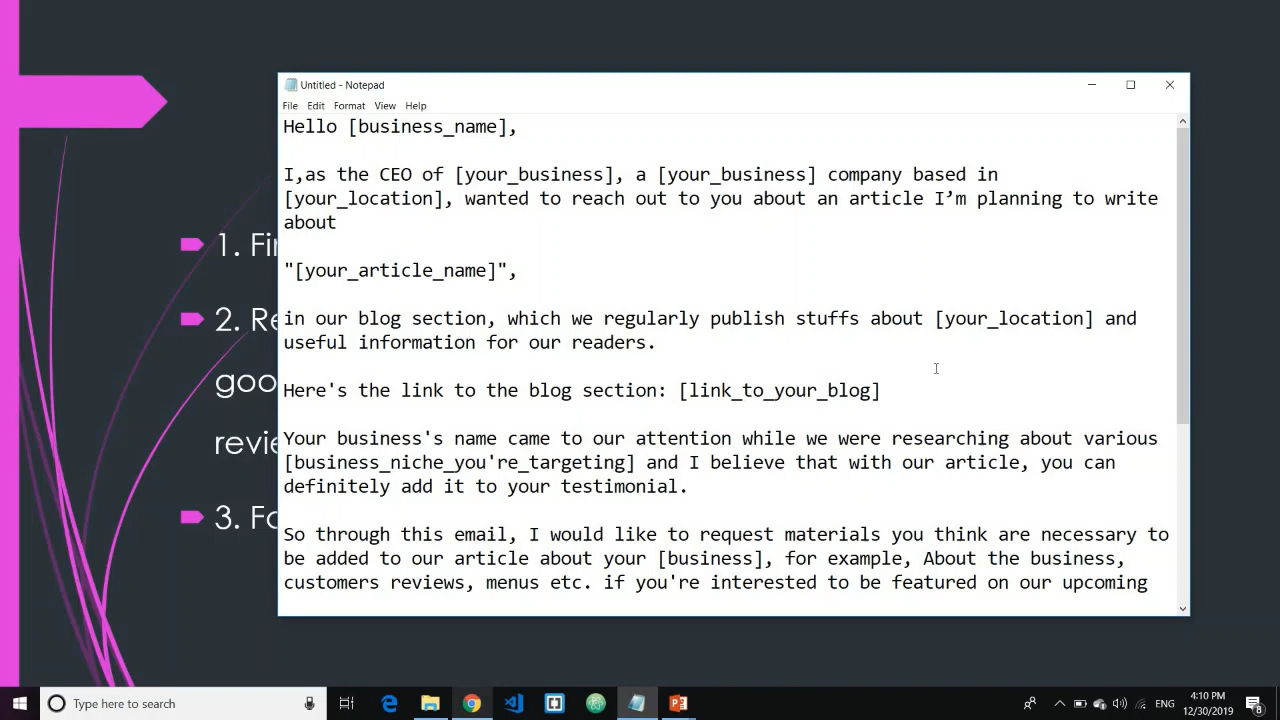 Untitled - Notepad
File Edit Format View Help
Hello [business_name],
I,as the CEO of [your_business], a [your_business] company based in
[your_location], wanted to reach out to you about an article I’m planning to write
about
"[your_article_name]",
in our blog section, which we regularly publish stuffs about [your_location] and
useful information for our readers.
Here's the link to the blog section: [link_to_your_blog]
Your business's name came to our attention while we were researching about various
[business_niche_you're_targeting] and I believe that with our article, you can
definitely add it to your testimonial.
So through this email, I would like to request materials you think are necessary to
be added to our article about your [business], for example, About the business,
customers reviews, menus etc. if you're interested to be featured on our upcoming
1. Fi
2. Re
goo
revie
3. Fo
Type here to search
ENG
4:10 PM
12/30/2019
8